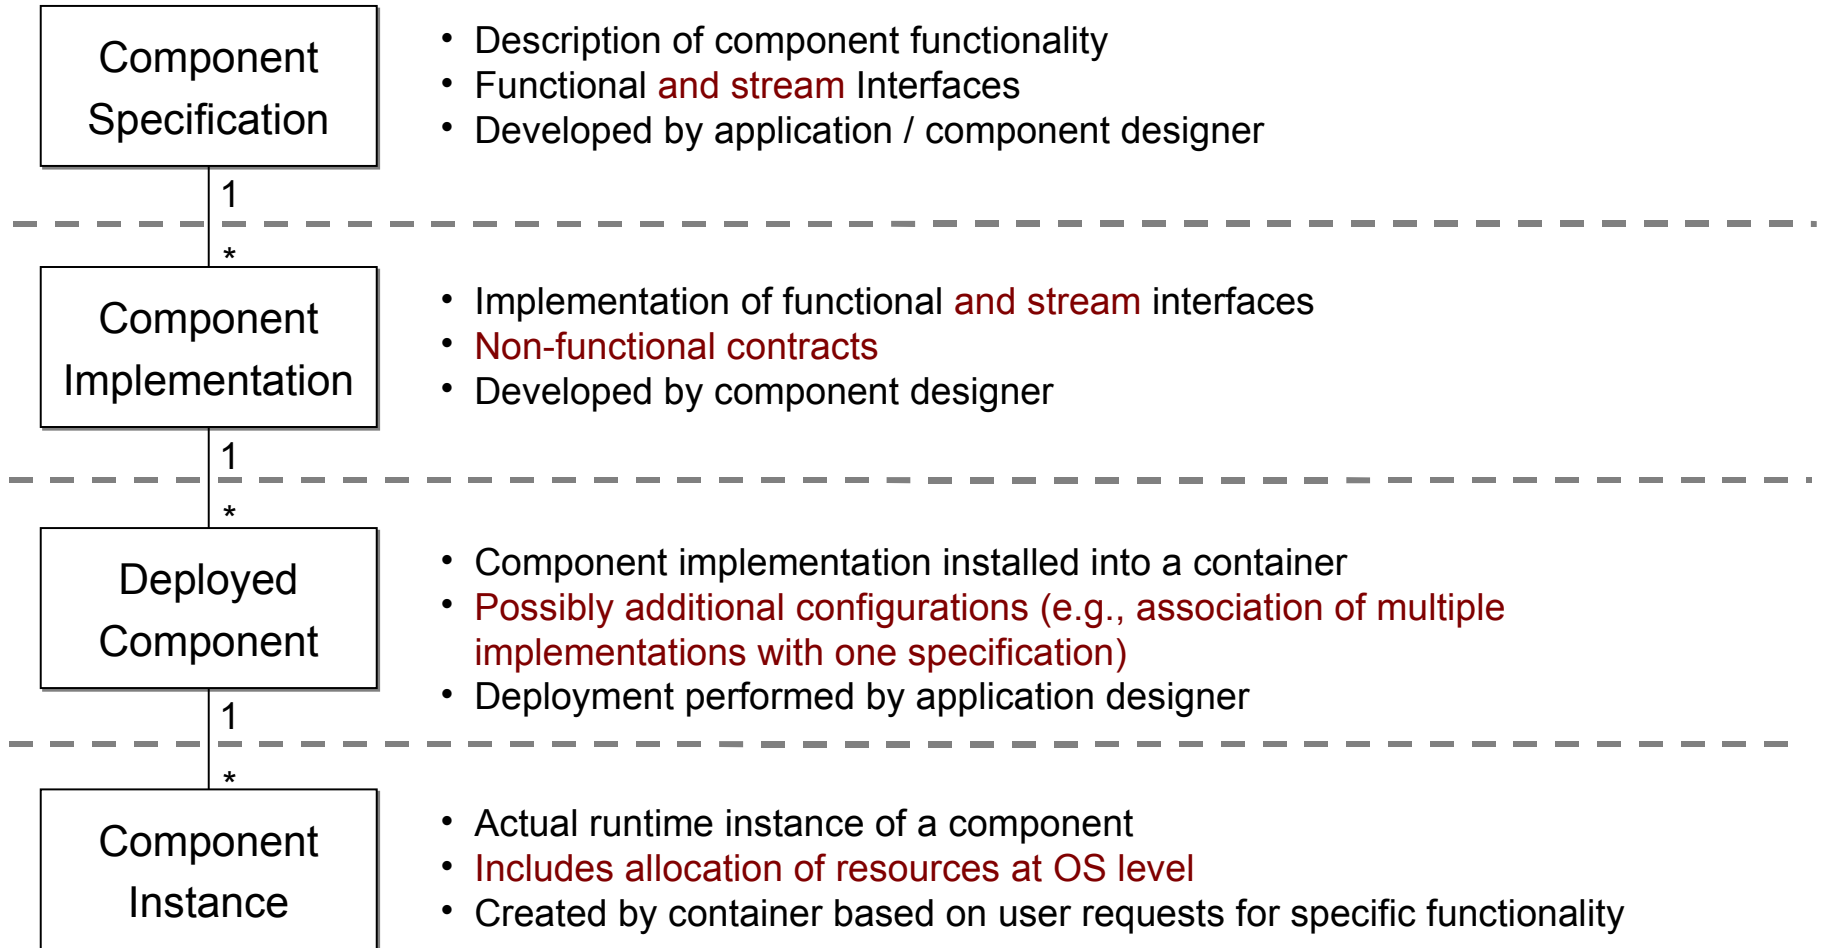 Component
Specification
• Description of component functionality
• Functional and stream Interfaces
• Developed by application / component designer
1
*
Component
Implementation
• Implementation of functional and stream interfaces
• Non-functional contracts
• Developed by component designer
1
*
Deployed
Component
• Component implementation installed into a container
• Possibly additional configurations (e.g., association of multiple
implementations with one specification)
• Deployment performed by application designer
1
*
Component
Instance
• Actual runtime instance of a component
• Includes allocation of resources at OS level
• Created by container based on user requests for specific functionality